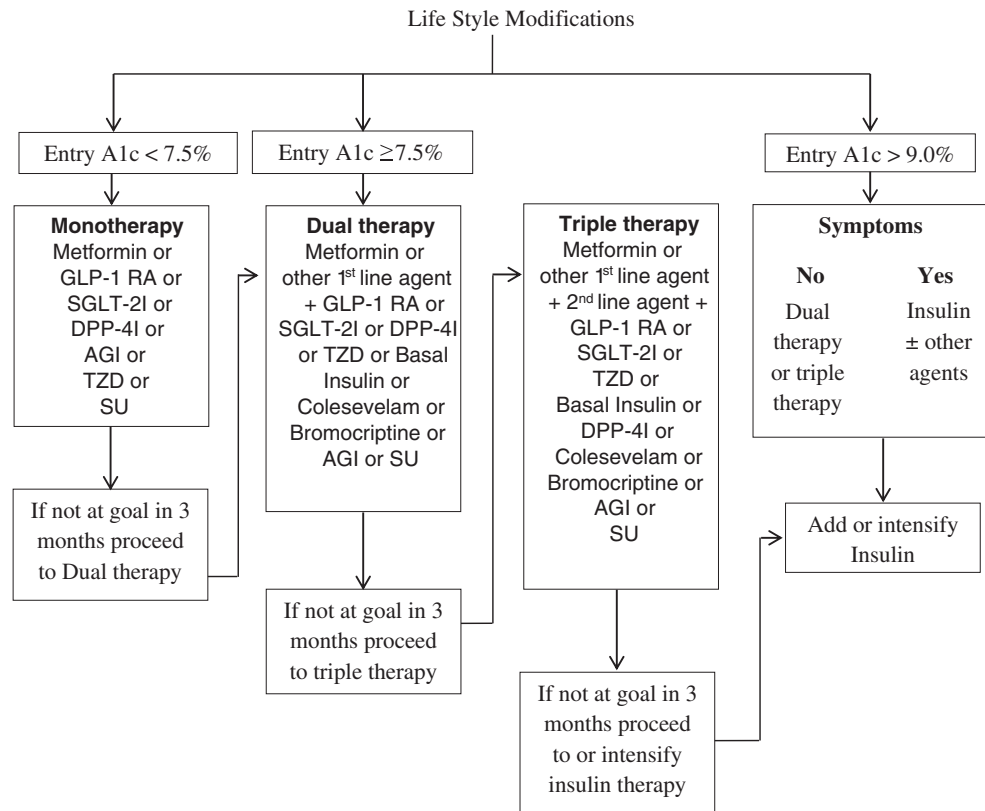 Life Style Modifications
Entry A1c < 7.5%
Entry A1c ≥7.5%
Entry A1c > 9.0%
Monotherapy
Metformin or
GLP-1 RA or
SGLT-2I or
DPP-4I or
AGI or
TZD or
SU
If not at goal in 3
months proceed
to Dual therapy
Dual therapy
Metformin or
other 1st line agent
+ GLP-1 RA or
SGLT-2I or DPP-4I
or TZD or Basal
Insulin or
Colesevelam or
Bromocriptine or
AGI or SU
If not at goal in 3
months proceed
to triple therapy
Triple therapy
Metformin or
other 1st line agent
+ 2nd line agent +
GLP-1 RA or
SGLT-2I or
TZD or
Basal Insulin or
DPP-4I or
Colesevelam or
Bromocriptine or
AGI or
SU
If not at goal in 3
months proceed
to or intensify
insulin therapy
Symptoms
No
Dual
therapy
or triple
therapy
Yes
Insulin
± other
agents
Add or intensify
Insulin